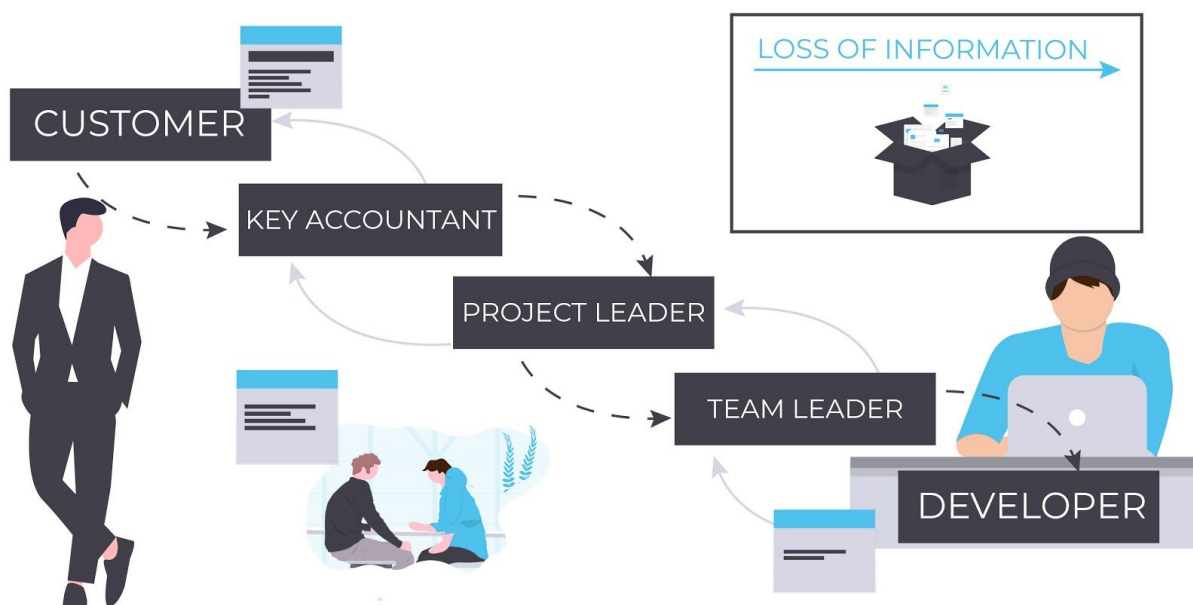 LOSS OF INFORMATION
CUSTOMER
KEY ACCOUNTANT
PROJECT LEADER
TEAM LEADER
DEVELOPER